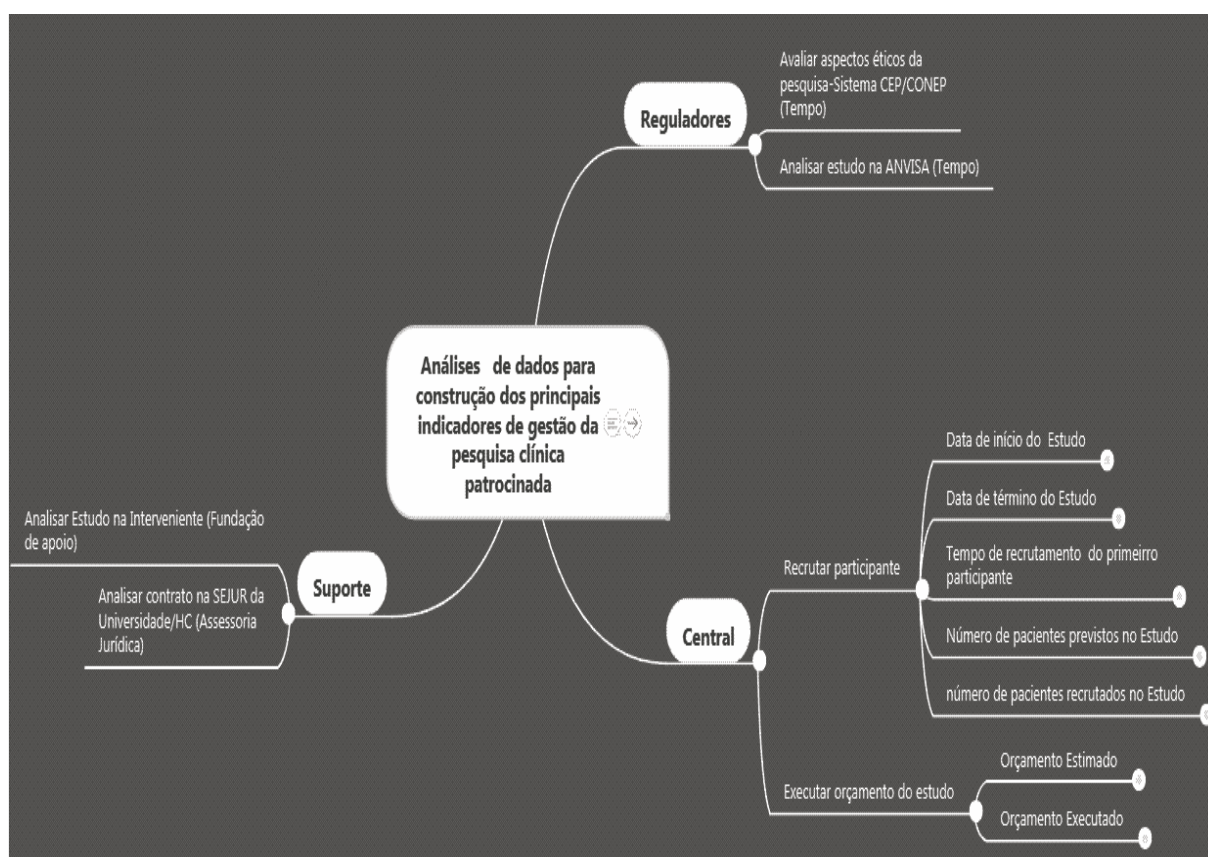 Avaliar aspectos éticos da
pesquisa-Sistema CEP/CONEP
(Tempo)
Reguladores
Analisar estudo na ANVISA (Tempo)
Análises de dados para
construção dos principais
indicadores de gestão da
pesquisa clínica
patrocinada
Analisar Estudo na Interveniente (Fundação
de apoio)
Suporte
Analisar contrato na SEJUR da
Universidade/HC (Assessoria
Jurídica)
Central
Recrutar participante
Data de início do Estudo
Data de término do Estudo
Tempo de recrutamento do primeirro
participante
Número de pacientes previstos no Estudo
número de pacientes recrutados no Estudo
Executar orçamento do estudo
Orçamento Estimado
Orçamento Executado